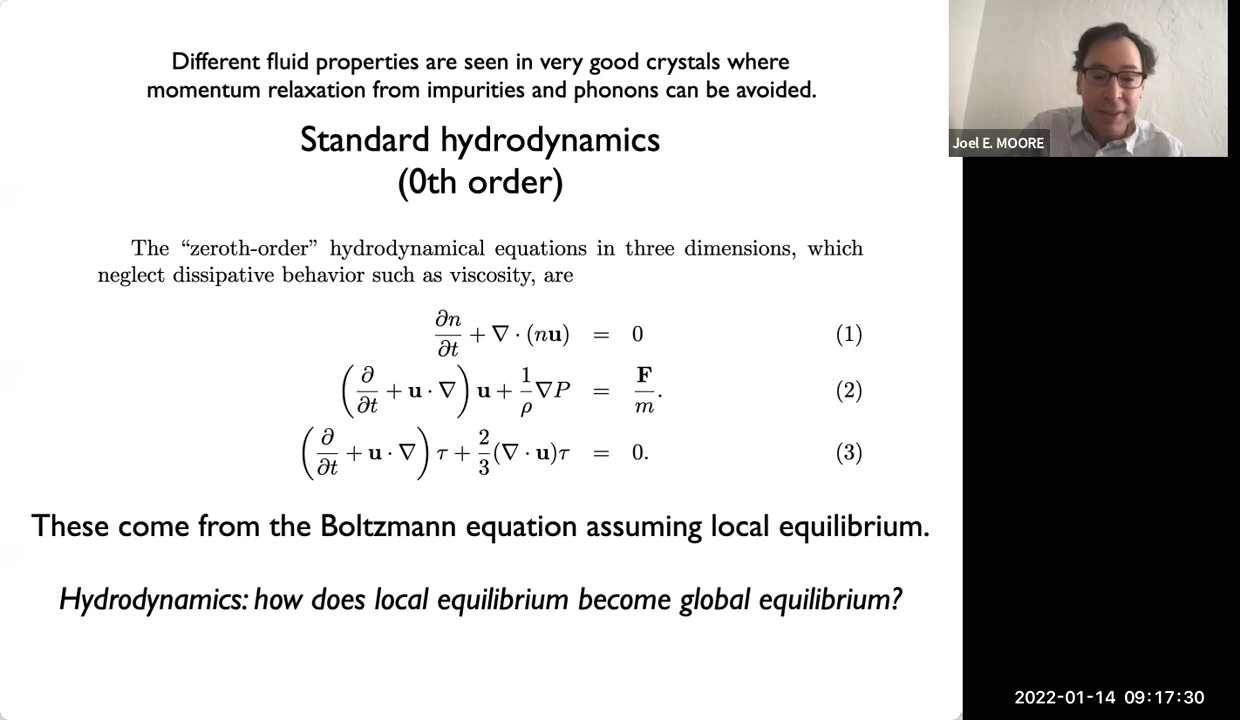 Different fluid properties are seen in very good crystals where
momentum relaxation from impurities and phonons can be avoided.
Standard hydrodynamics
(0th order)
The “zeroth-order” hydrodynamical equations in three dimensions, which
neglect dissipative behavior such as viscosity, are
∂n/∂t + ∇ · (nu) = 0 (1)
(∂/∂t + u · ∇) u + 1/ρ ∇P = F/m. (2)
(∂/∂t + u · ∇) τ + 2/3 (∇ · u)τ = 0. (3)
These come from the Boltzmann equation assuming local equilibrium.
Hydrodynamics: how does local equilibrium become global equilibrium?
Joel E. MOORE
2022-01-14 09:17:30